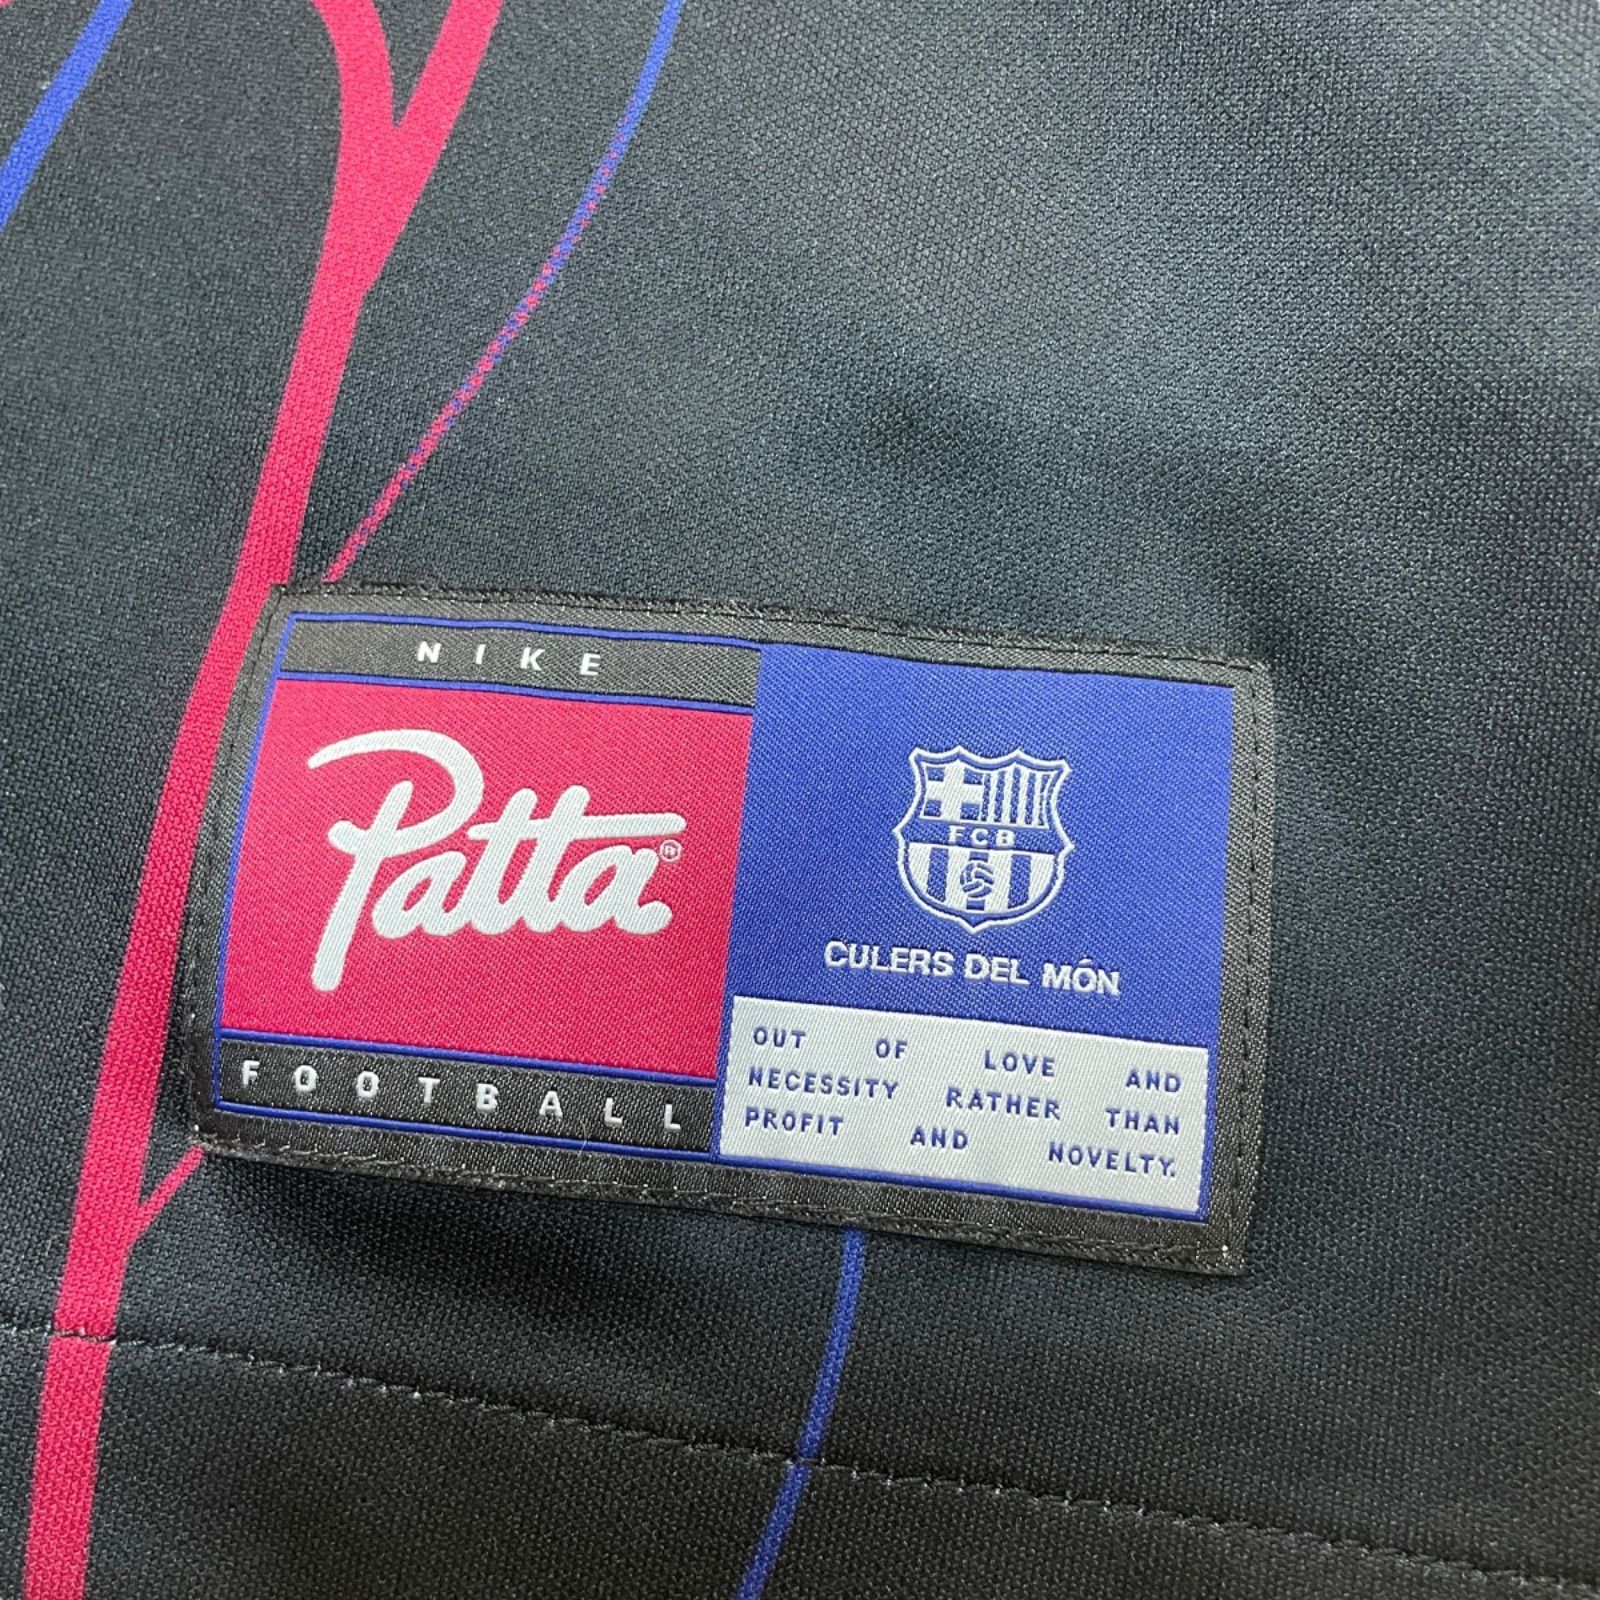 NIKE
Patta®
FOOTBALL
FCB
CULERS DEL MÓN
OUT OF LOVE AND
NECESSITY RATHER THAN
PROFIT AND NOVELTY.